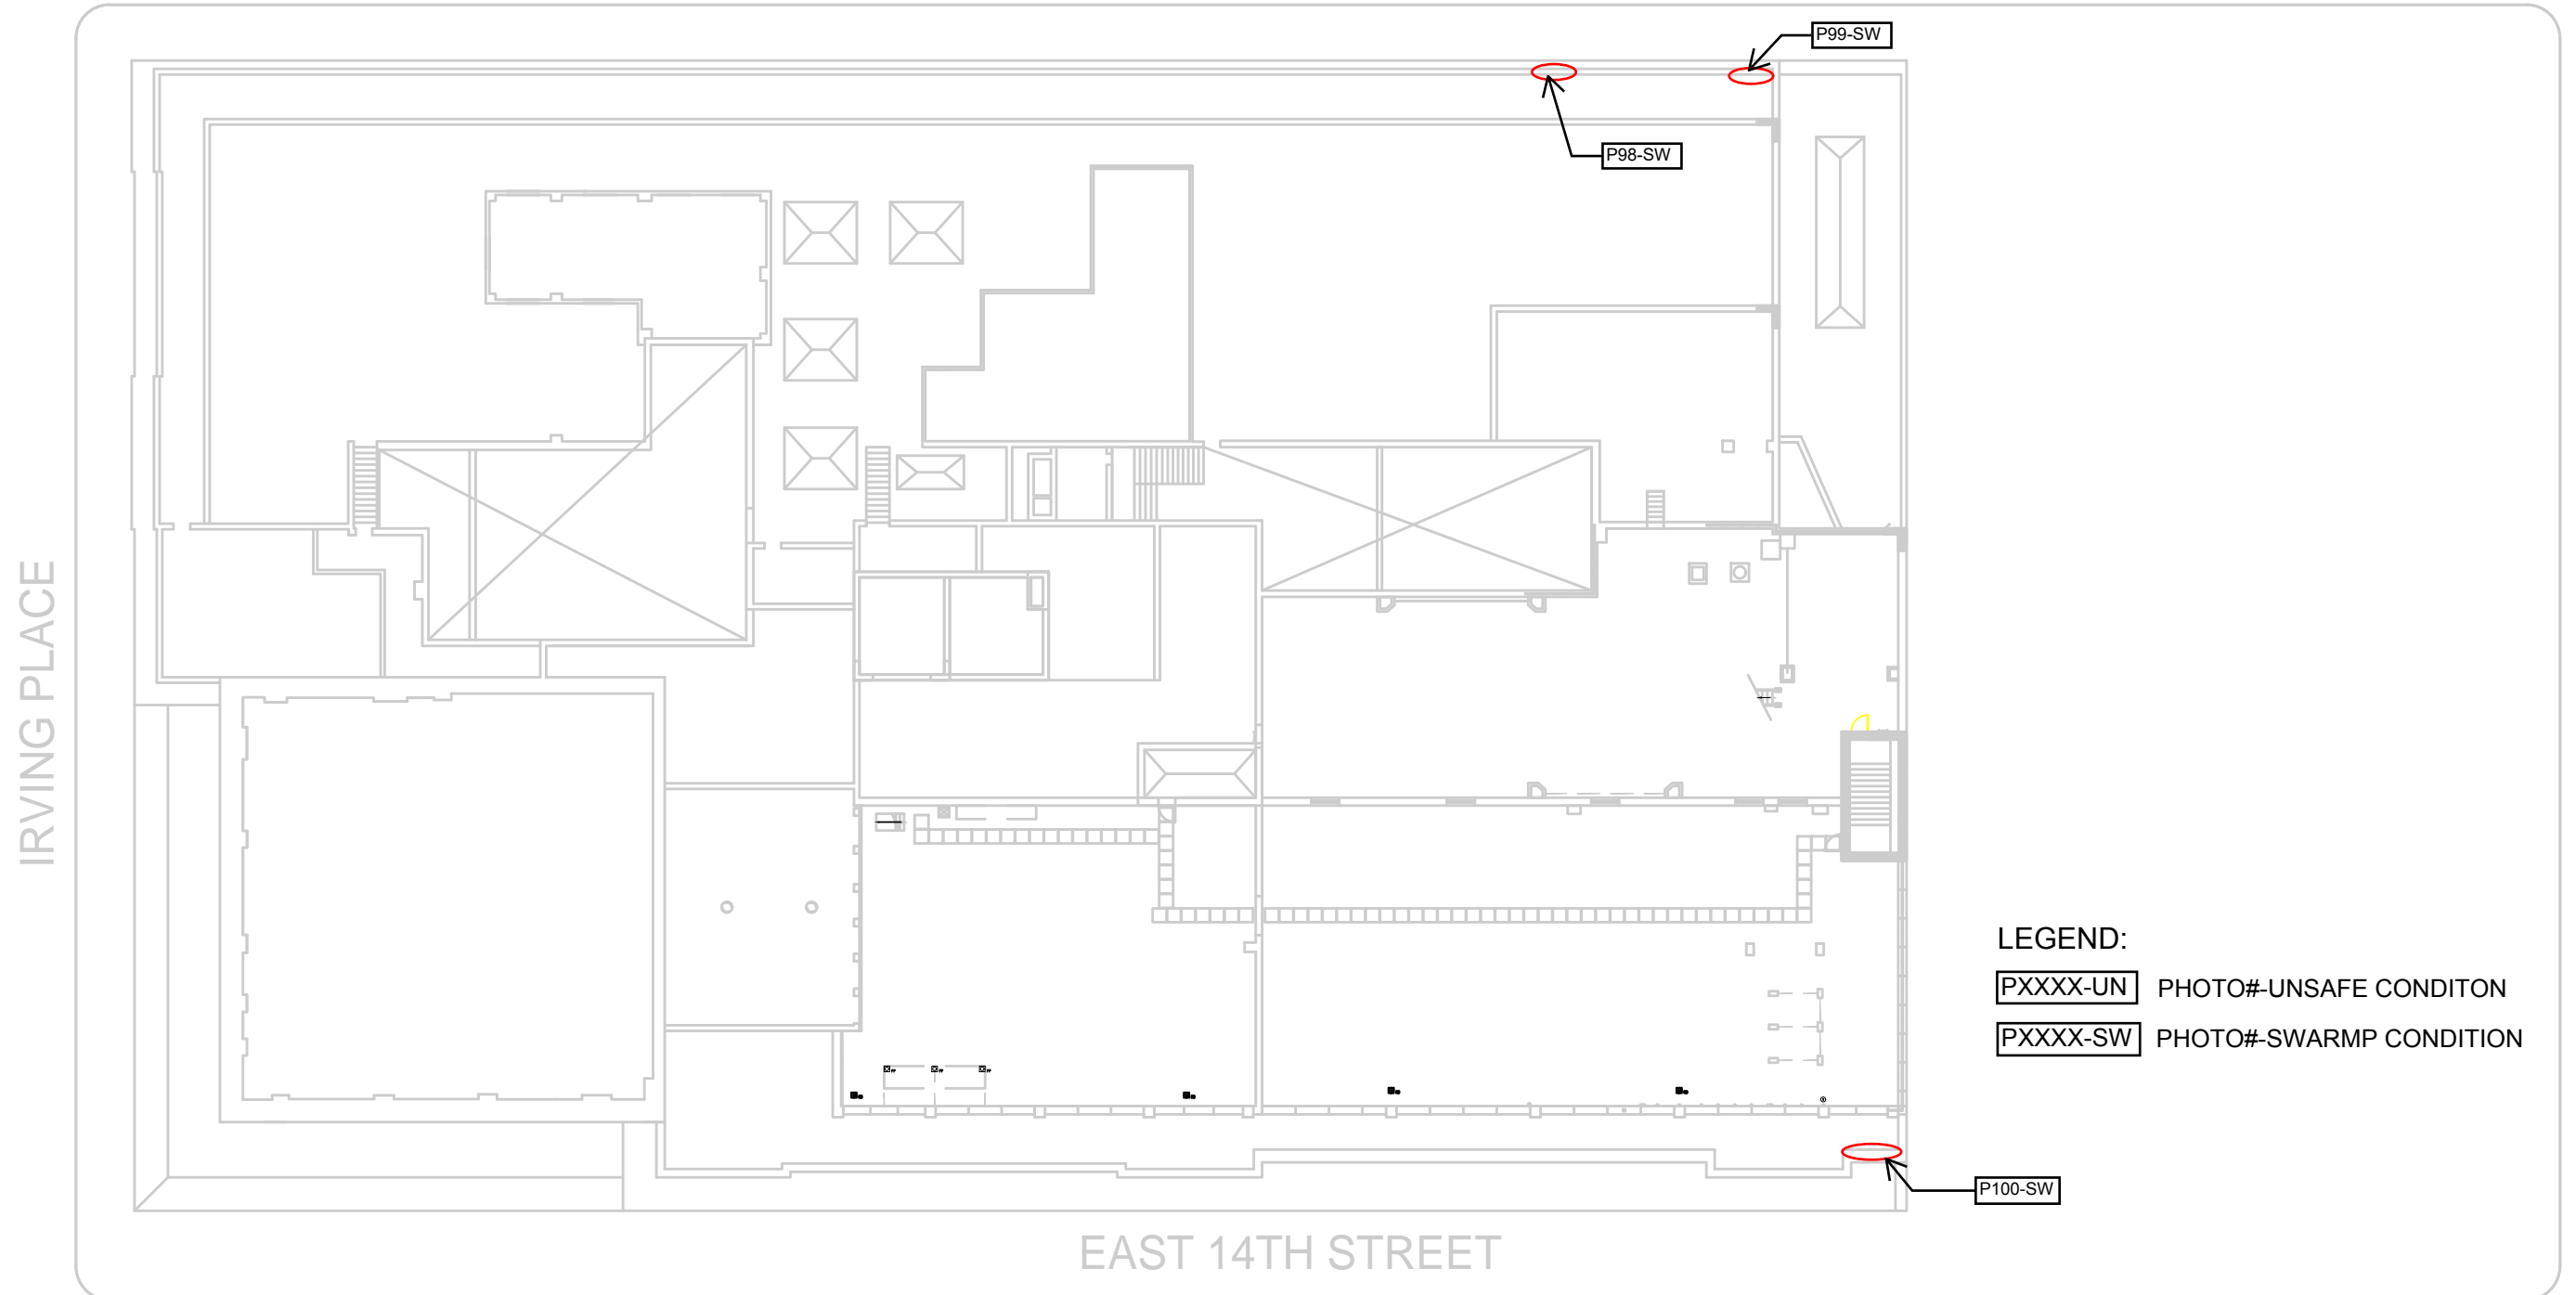 P99-SW
P98-SW
IRVING PLACE
LEGEND:
PXXXX-UN PHOTO#-UNSAFE CONDITON
PXXXX-SW PHOTO#-SWARMP CONDITION
P100-SW
EAST 14TH STREET